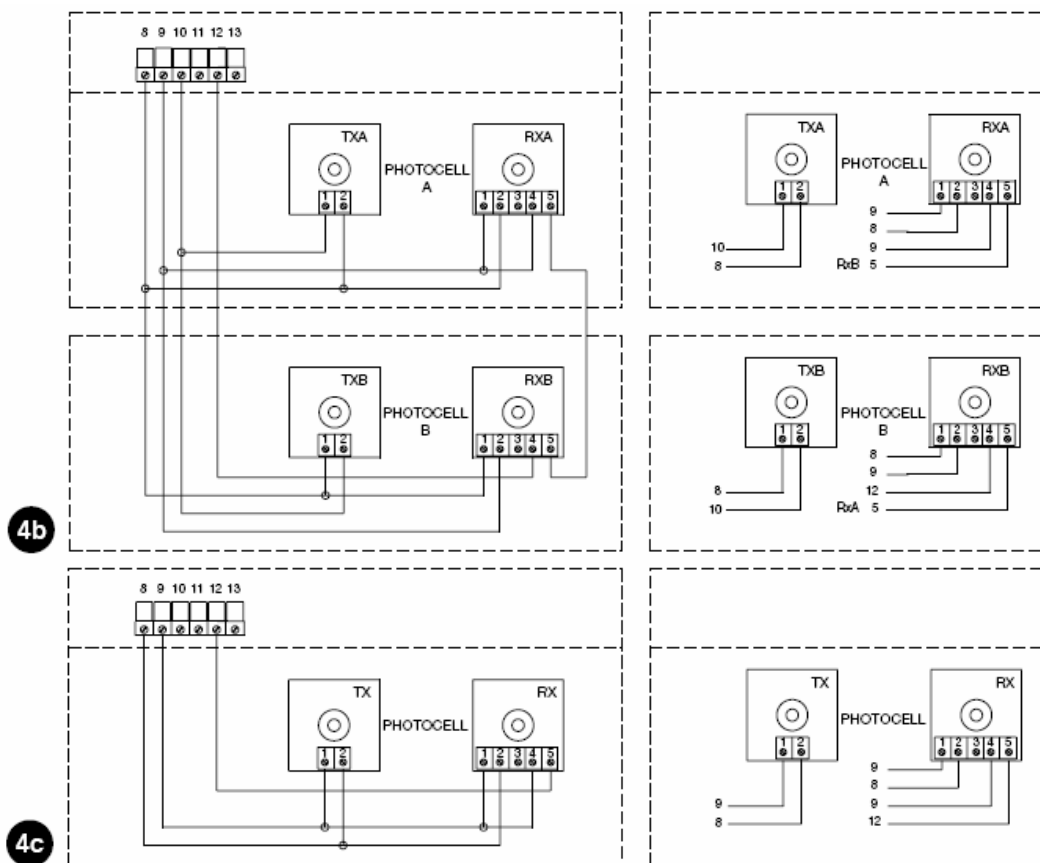 8 9 10 11 12 13
TXA
1 2
PHOTOCELL
A
RXA
1 2 3 4 5
TXA
1 2
10
8
PHOTOCELL
A
RXA
1 2 3 4 5
9
8
9
RxB 5
TXB
1 2
PHOTOCELL
B
RXB
1 2 3 4 5
TXB
1 2
8
10
PHOTOCELL
B
RXB
1 2 3 4 5
8
9
12
RxA 5
4b
8 9 10 11 12 13
TX
1 2
PHOTOCELL
RX
1 2 3 4 5
TX
1 2
9
8
PHOTOCELL
RX
1 2 3 4 5
9
8
9
12
4c